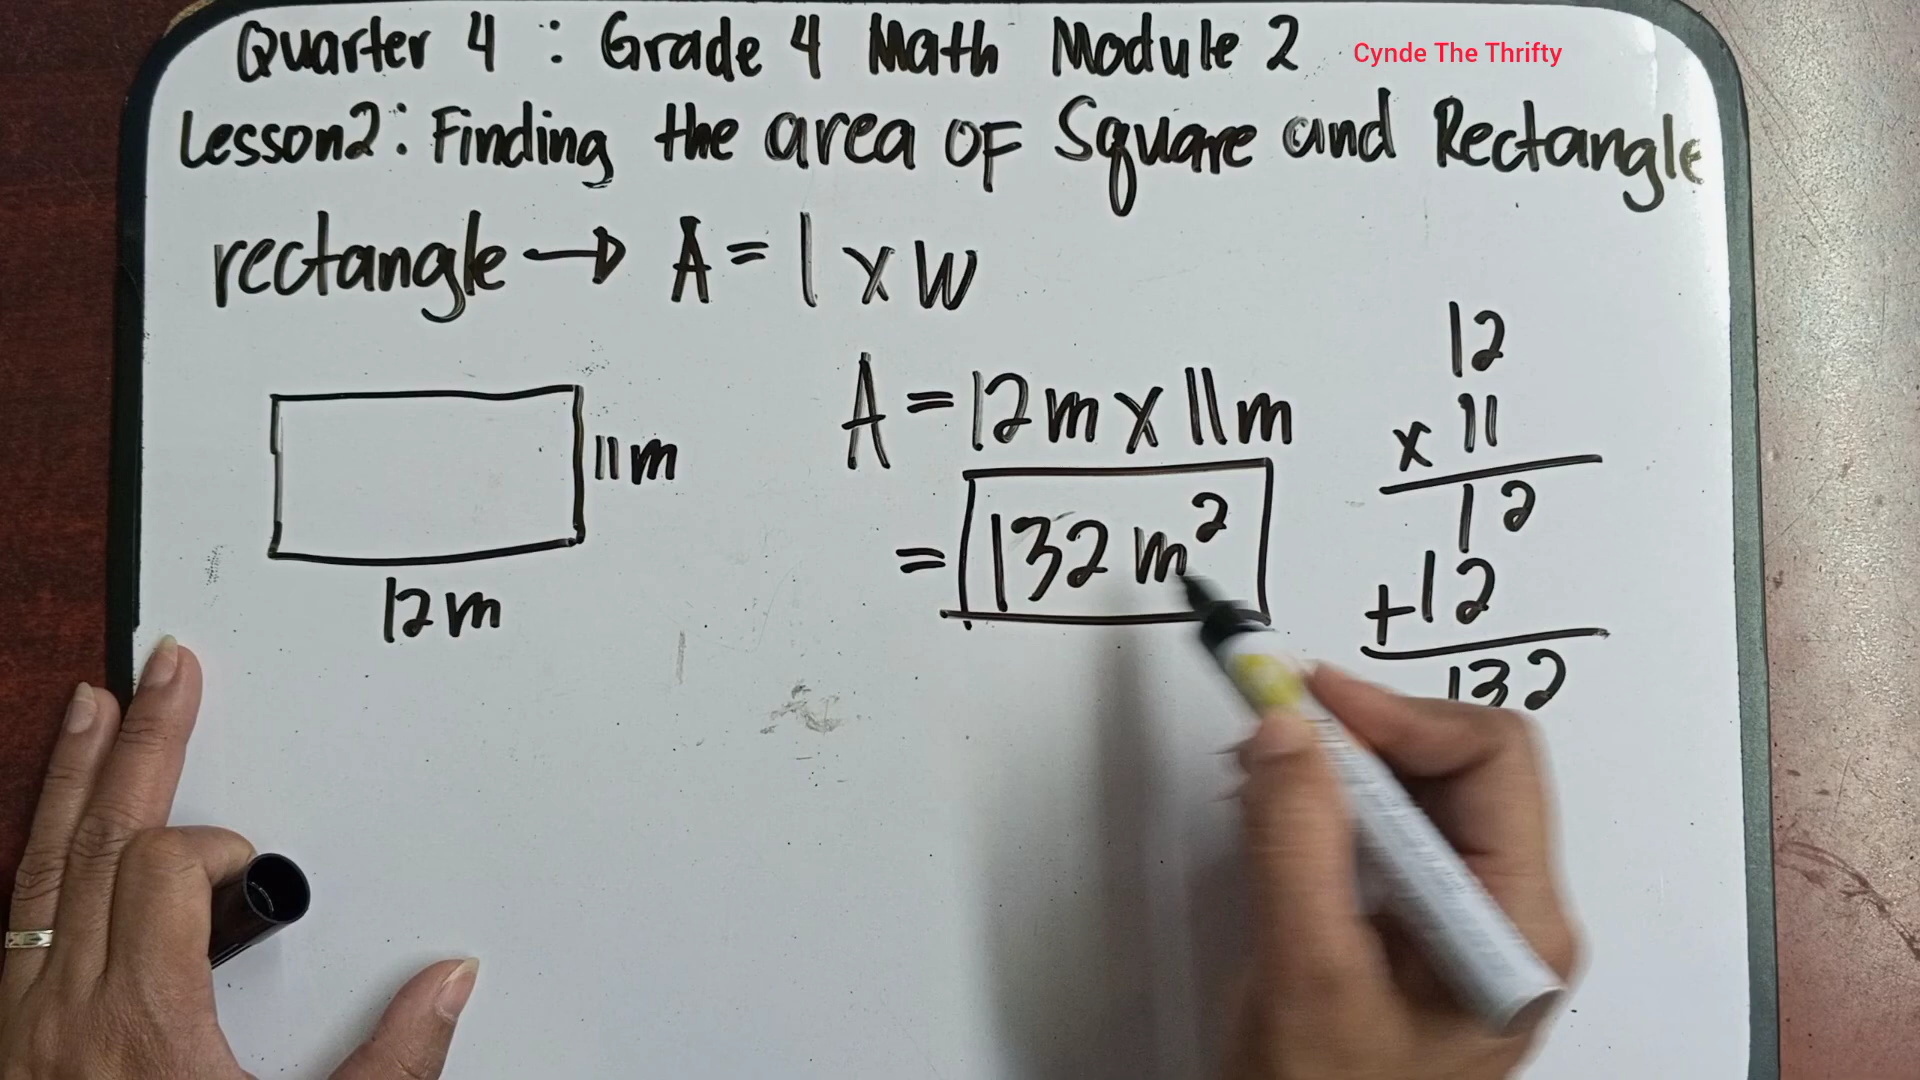 Quarter 4 : Grade 4 Math Module 2
Cynde The Thrifty
Lesson2: Finding the area OF Square and Rectangle
rectangle → A = l x w
11m
12m
A = 12m x 11m
= 132 m²
12
x 11
12
+12
132